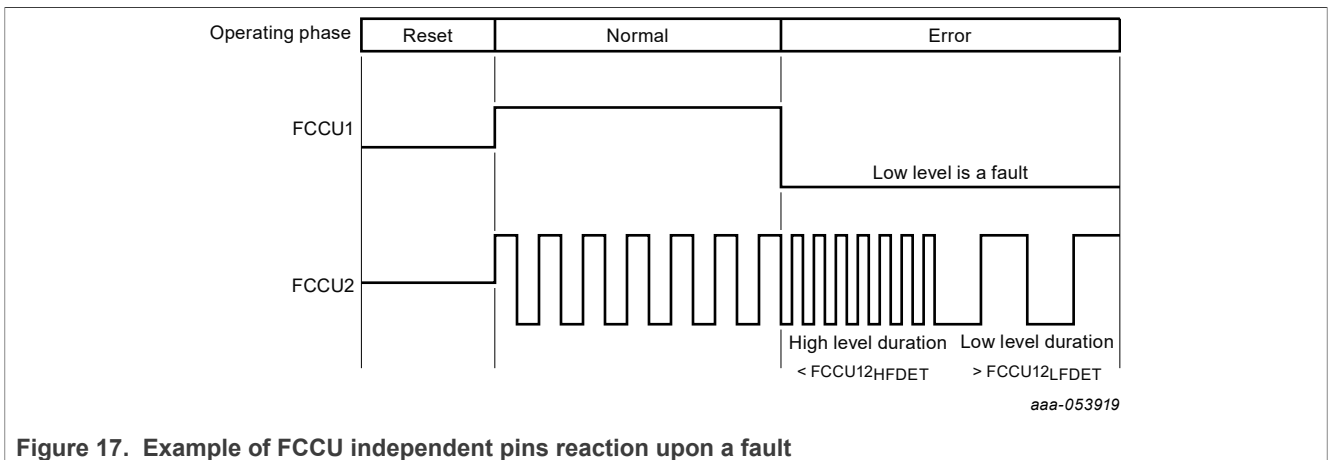 Operating phase Reset Normal Error
FCCU1
Low level is a fault
FCCU2
High level duration Low level duration
< FCCU12HFDET > FCCU12LFDET
aaa-053919
Figure 17. Example of FCCU independent pins reaction upon a fault